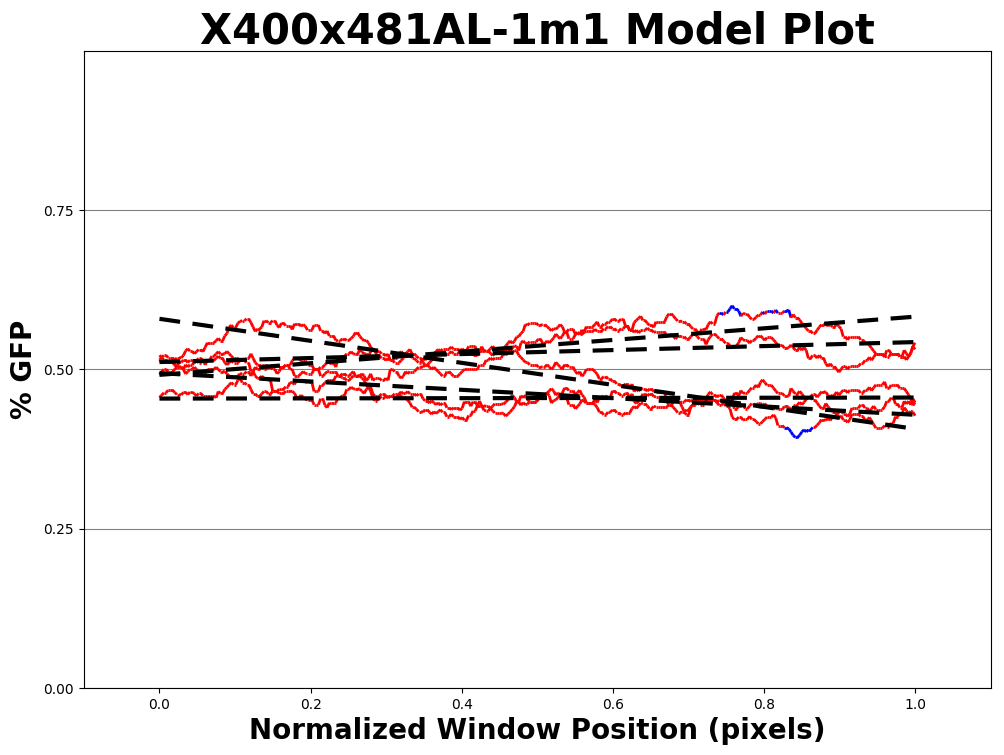 X400x481AL-1m1 Model Plot
% GFP
0.75
0.50
0.25
0.00
0.0 0.2 0.4 0.6 0.8 1.0
Normalized Window Position (pixels)